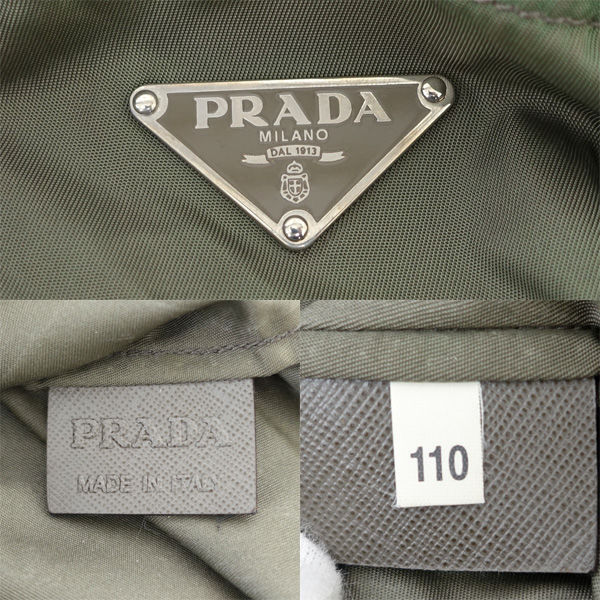 PRADA
MILANO
DAL 1913
PRADA
MADE IN ITALY
110